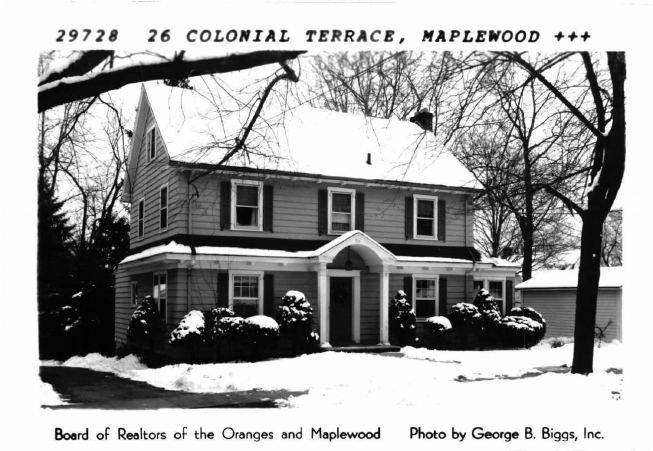 29728 26 COLONIAL TERRACE, MAPLEWOOD +++
Board of Realtors of the Oranges and Maplewood Photo by George B. Biggs, Inc.